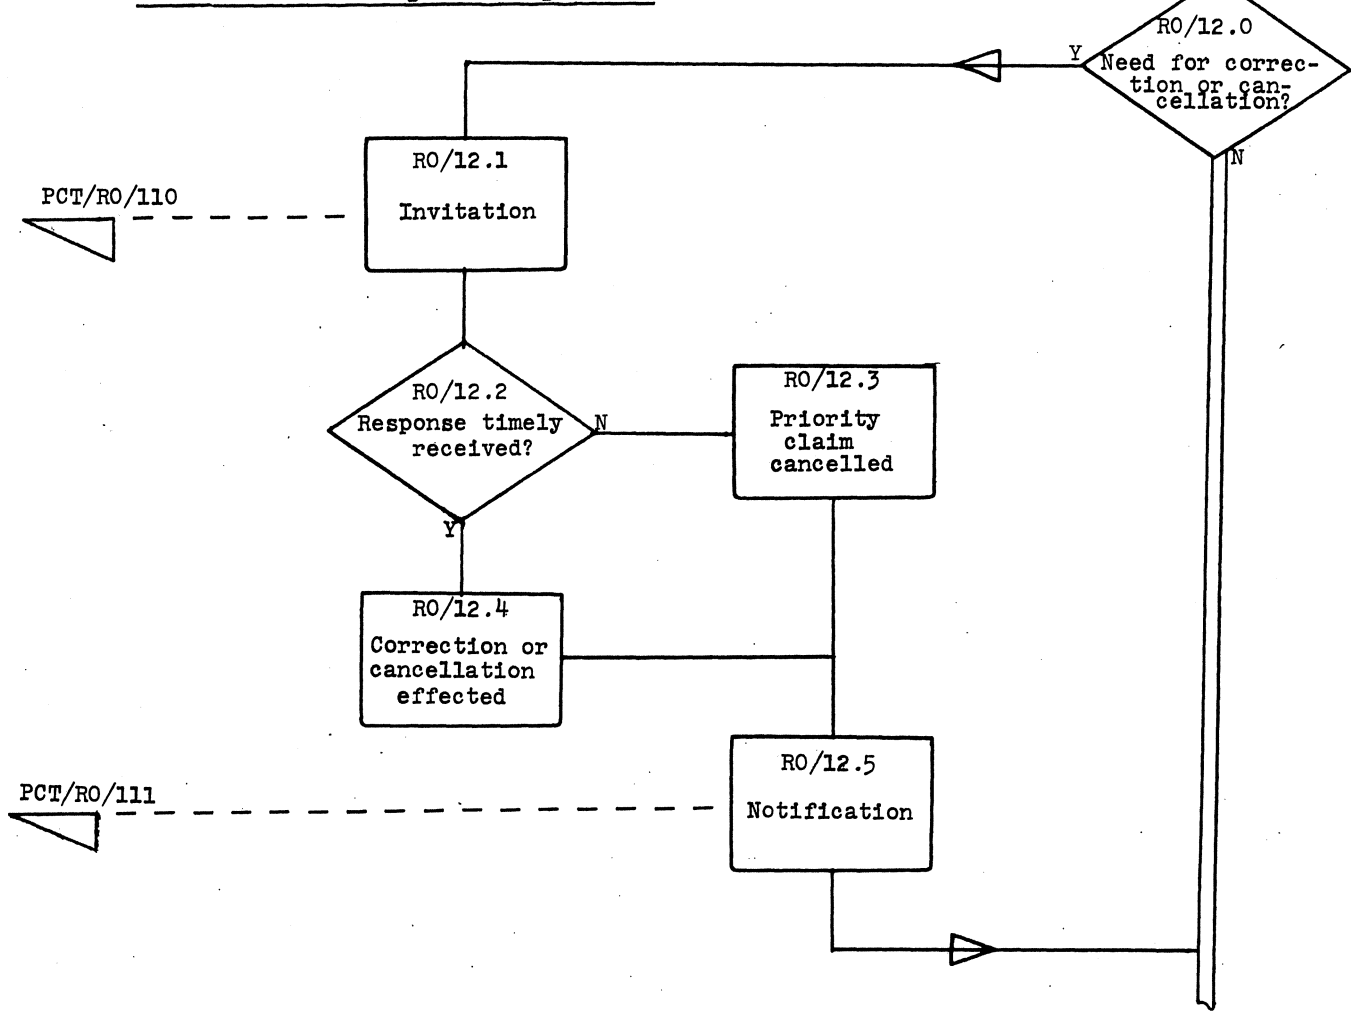 RO/12.0
Y
Need for correc-
tion or can-
cellation?
N
RO/12.1
Invitation
PCT/RO/110
RO/12.2
Response timely
received?
N
Y
RO/12.3
Priority
claim
cancelled
RO/12.4
Correction or
cancellation
effected
RO/12.5
Notification
PCT/RO/111